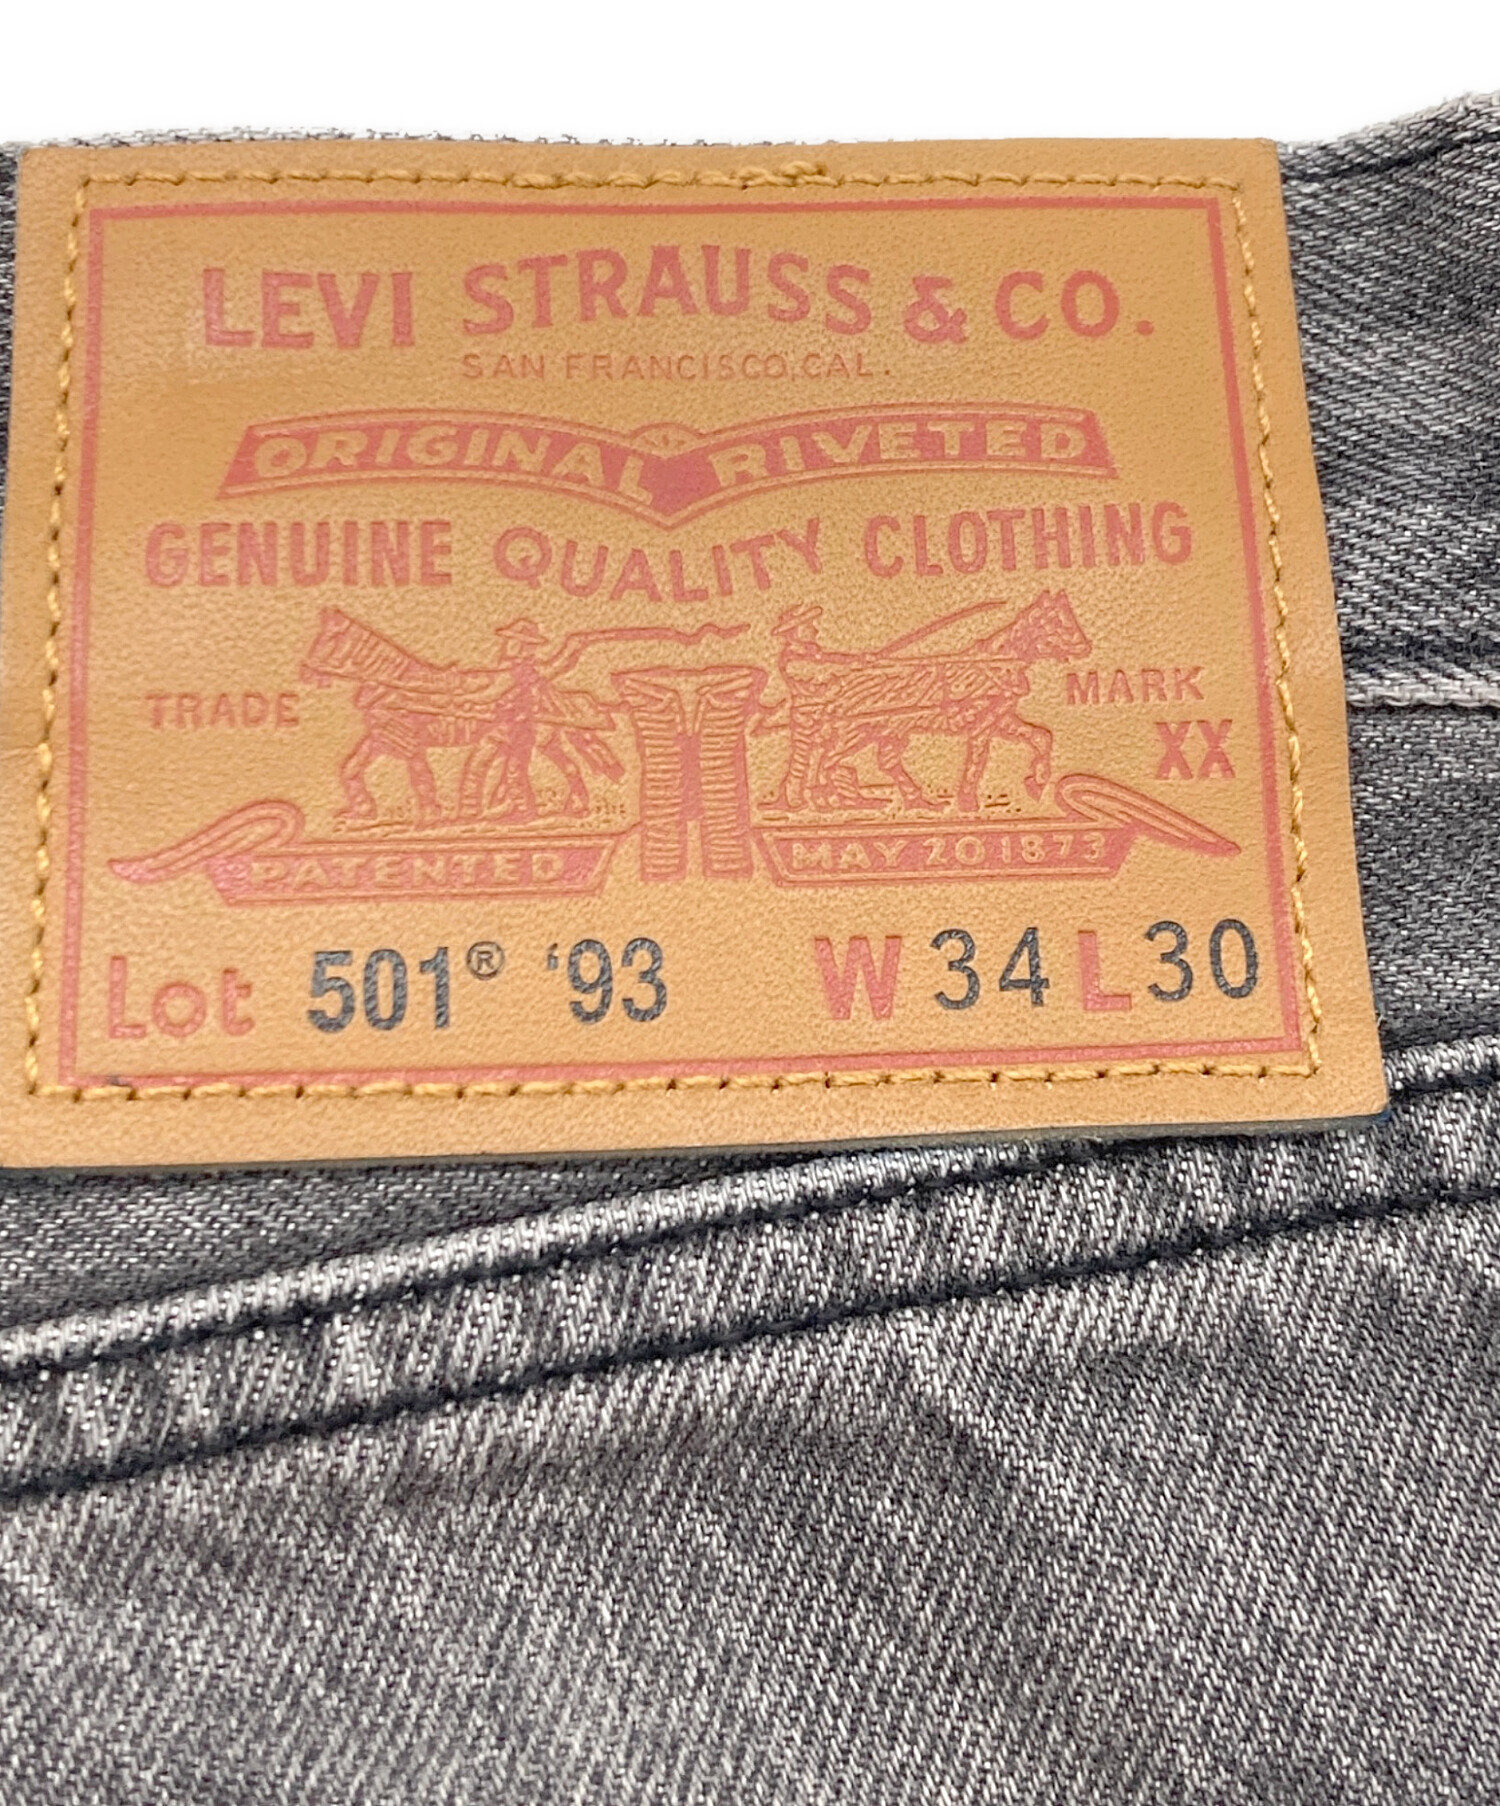 LEVI STRAUSS & CO.
SAN FRANCISCO, CAL.
ORIGINAL RIVETED
GENUINE QUALITY CLOTHING
TRADE MARK
XX
PATENTED MAY 20 1873
Lot 501® ‘93 W 34 L 30